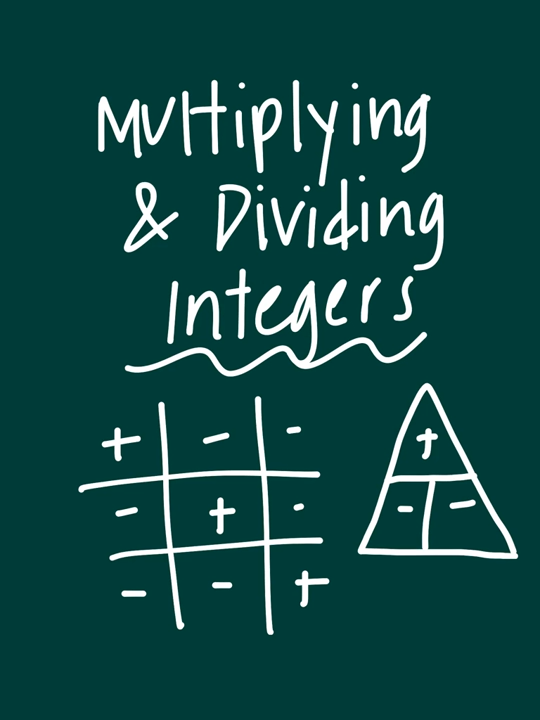 Multiplying
& Dividing
Integers
+ - -
- + -
- - +
+
- -